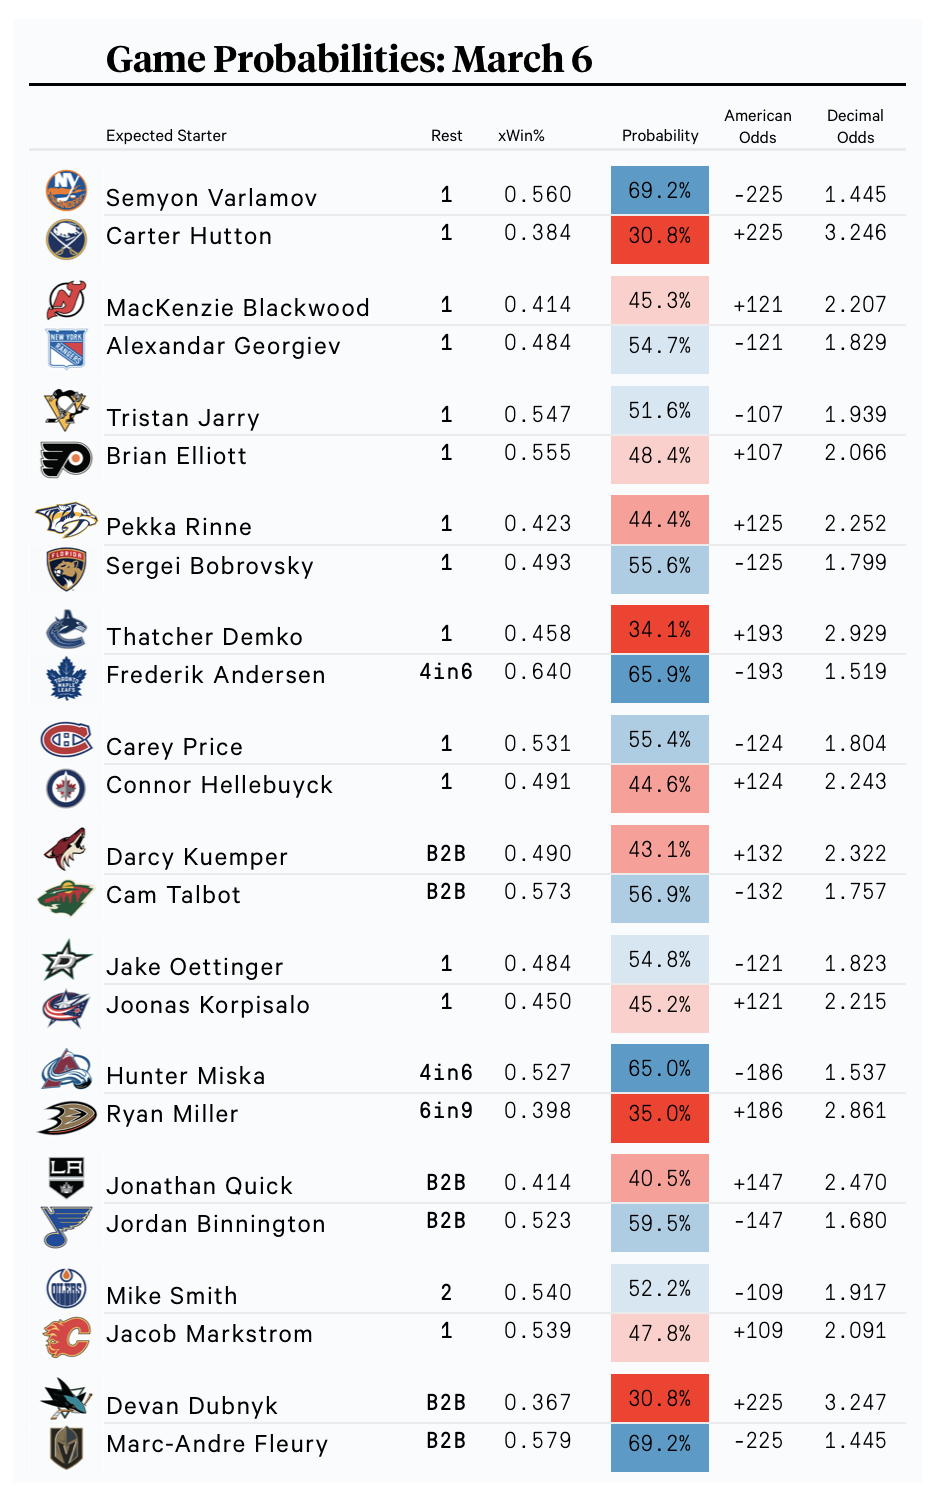 Game Probabilities: March 6
Expected Starter Rest xWin% Probability American Odds Decimal Odds
NY Semyon Varlamov 1 0.560 69.2% -225 1.445
Carter Hutton 1 0.384 30.8% +225 3.246
MacKenzie Blackwood 1 0.414 45.3% +121 2.207
NEW YORK RANGERS Alexandar Georgiev 1 0.484 54.7% -121 1.829
Tristan Jarry 1 0.547 51.6% -107 1.939
Brian Elliott 1 0.555 48.4% +107 2.066
Pekka Rinne 1 0.423 44.4% +125 2.252
FLORIDA Sergei Bobrovsky 1 0.493 55.6% -125 1.799
Thatcher Demko 1 0.458 34.1% +193 2.929
TORONTO MAPLE LEAFS Frederik Andersen 4in6 0.640 65.9% -193 1.519
Carey Price 1 0.531 55.4% -124 1.804
Connor Hellebuyck 1 0.491 44.6% +124 2.243
Darcy Kuemper B2B 0.490 43.1% +132 2.322
Cam Talbot B2B 0.573 56.9% -132 1.757
Jake Oettinger 1 0.484 54.8% -121 1.823
Joonas Korpisalo 1 0.450 45.2% +121 2.215
Hunter Miska 4in6 0.527 65.0% -186 1.537
Ryan Miller 6in9 0.398 35.0% +186 2.861
LA Jonathan Quick B2B 0.414 40.5% +147 2.470
Jordan Binnington B2B 0.523 59.5% -147 1.680
OILERS Mike Smith 2 0.540 52.2% -109 1.917
Jacob Markstrom 1 0.539 47.8% +109 2.091
Devan Dubnyk B2B 0.367 30.8% +225 3.247
Marc-Andre Fleury B2B 0.579 69.2% -225 1.445